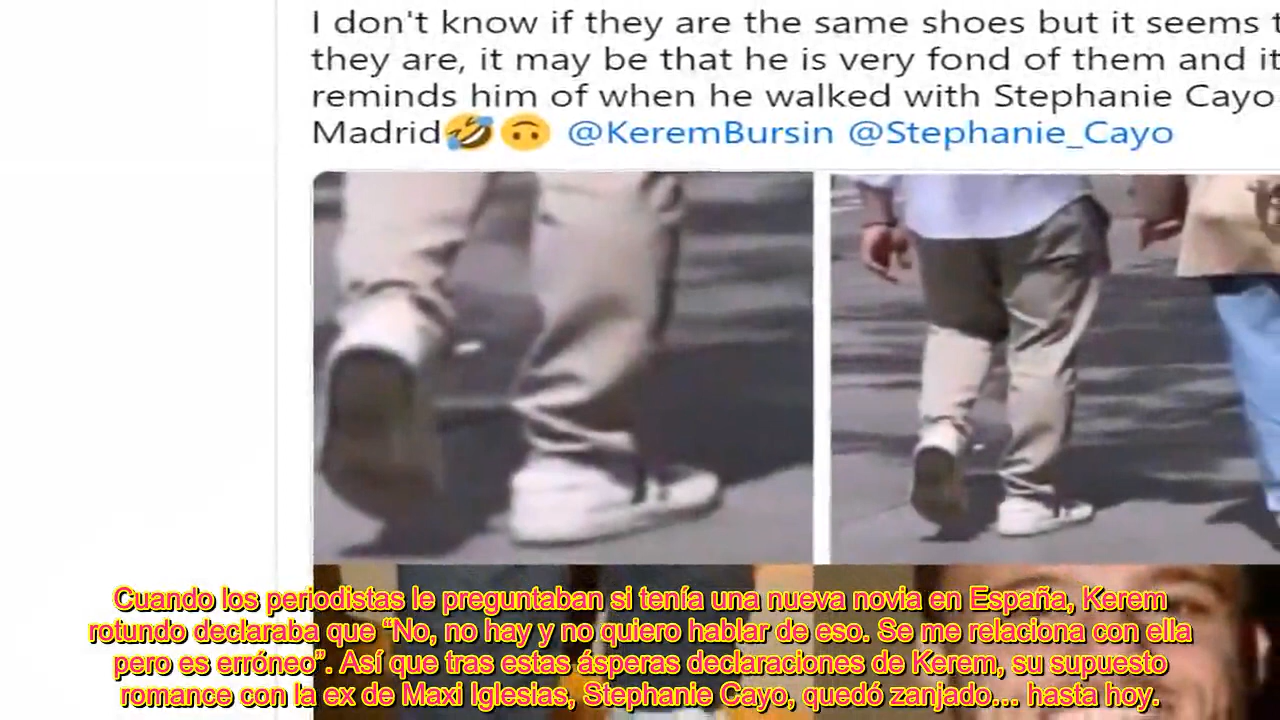 I don't know if they are the same shoes but it seems
they are, it may be that he is very fond of them and it
reminds him of when he walked with Stephanie Cayo
Madrid🤣🙃 @KeremBursin @Stephanie_Cayo
Cuando los periodistas le preguntaban si tenía una nueva novia en España, Kerem
rotundo declaraba que “No, no hay y no quiero hablar de eso. Se me relaciona con ella
pero es erróneo”. Así que tras estas ásperas declaraciones de Kerem, su supuesto
romance con la ex de Maxi Iglesias, Stephanie Cayo, quedó zanjado… hasta hoy.